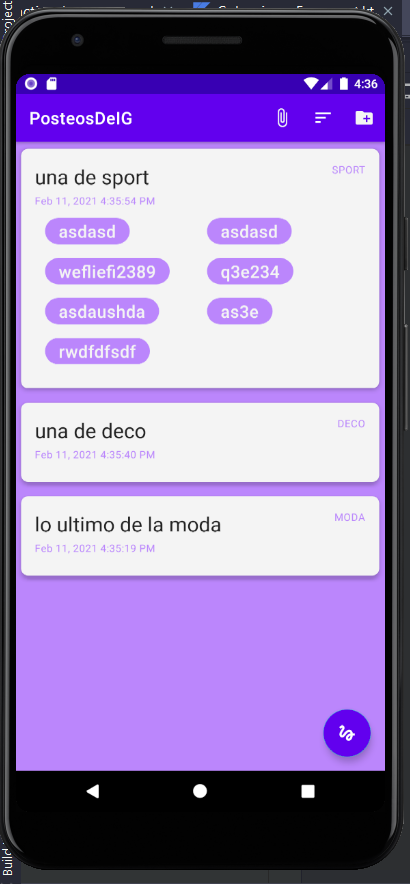 4:36
PosteosDeIG
una de sport SPORT
Feb 11, 2021 4:35:54 PM
asdasd asdasd
wefliefi2389 q3e234
asdaushda as3e
rwdfdfsdf
una de deco DECO
Feb 11, 2021 4:35:40 PM
lo ultimo de la moda MODA
Feb 11, 2021 4:35:19 PM
Build